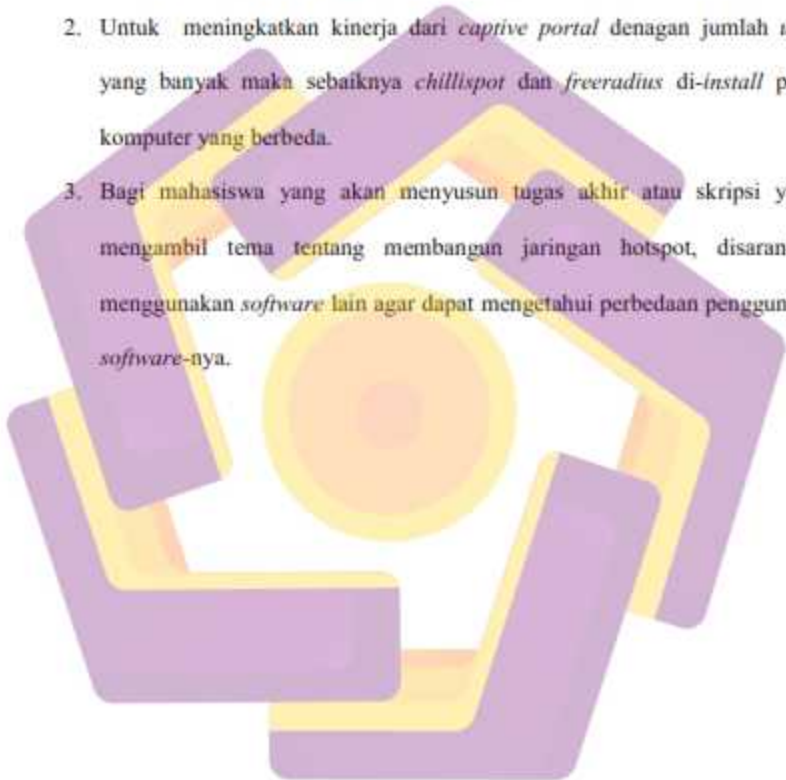 2. Untuk meningkatkan kinerja dari captive portal denagan jumlah
yang banyak maka sebaiknya chillispot dan freeradius di-install p
komputer yang berbeda.
3. Bagi mahasiswa yang akan menyusun tugas akhir atau skripsi y
mengambil tema tentang membangun jaringan hotspot, disaran
menggunakan software lain agar dapat mengetahui perbedaan penggun
software-nya.